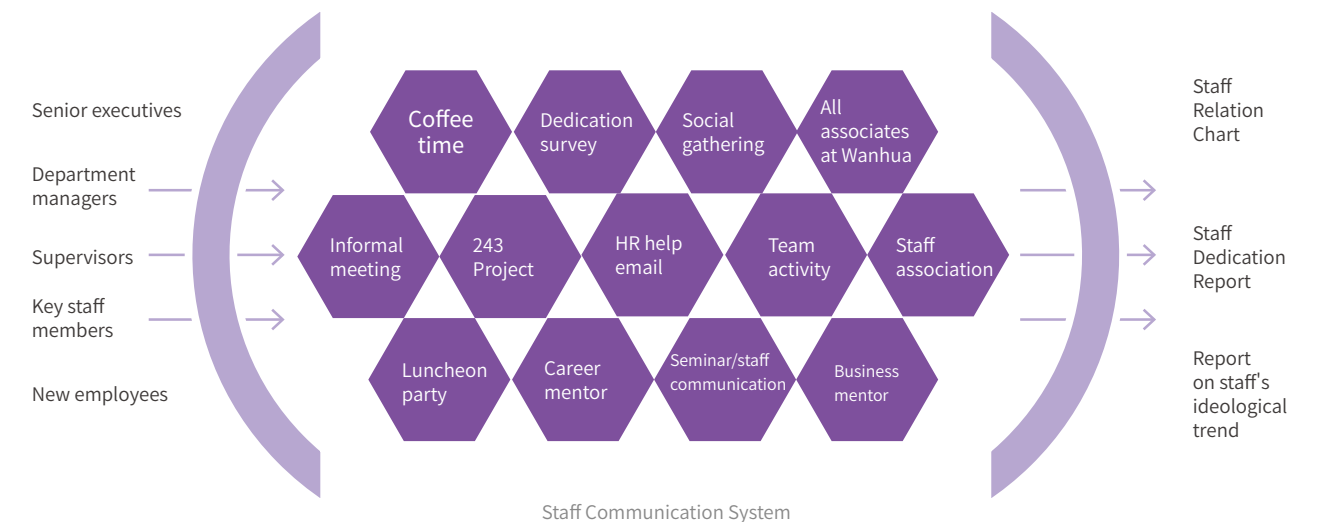 Senior executives
Department
managers
Supervisors
Key staff
members
New employees
Coffee
time
Dedication
survey
Social
gathering
All
associates
at Wanhua
Informal
meeting
243
Project
HR help
email
Team
activity
Staff
association
Luncheon
party
Career
mentor
Seminar/staff
communication
Business
mentor
Staff
Relation
Chart
Staff
Dedication
Report
Report
on staff's
ideological
trend
Staff Communication System